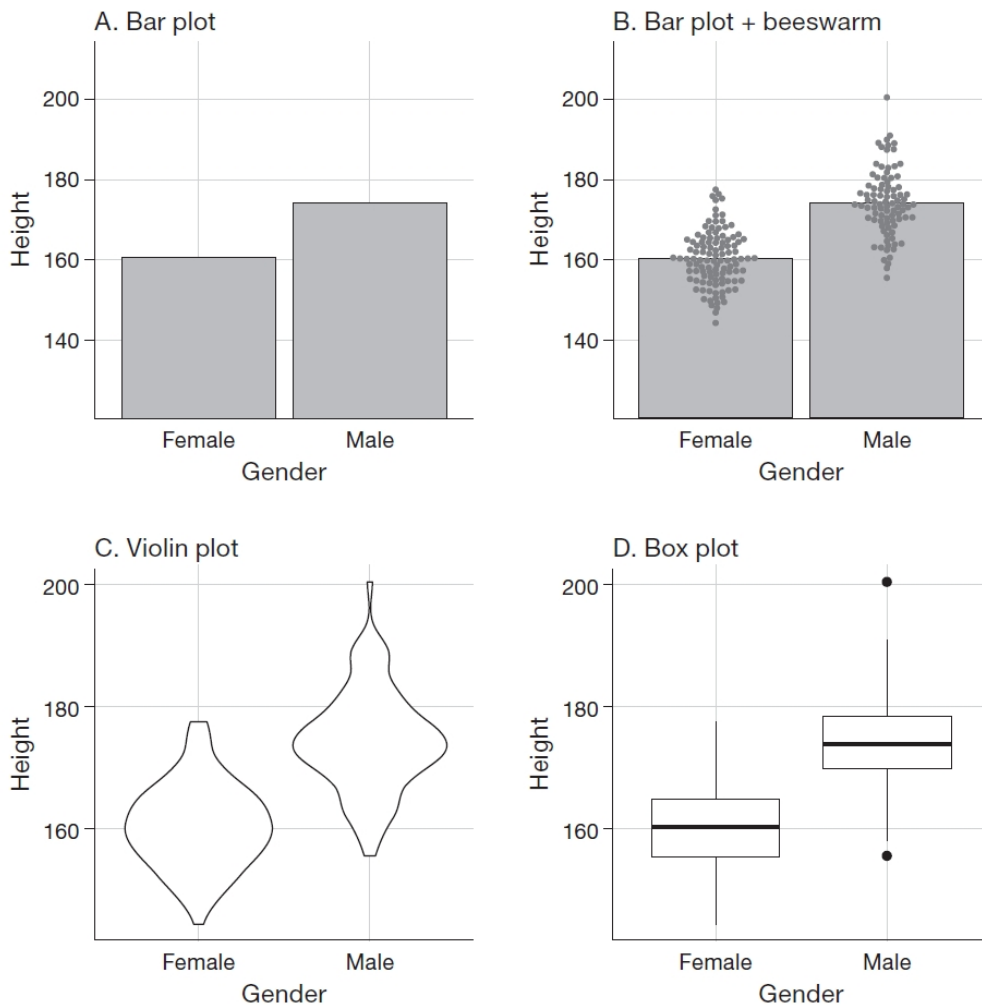 A. Bar plot
200
180
160
140
Height
Female Male
Gender
B. Bar plot + beeswarm
200
180
160
140
Height
Female Male
Gender
C. Violin plot
200
180
160
Height
Female Male
Gender
D. Box plot
200
180
160
Height
Female Male
Gender